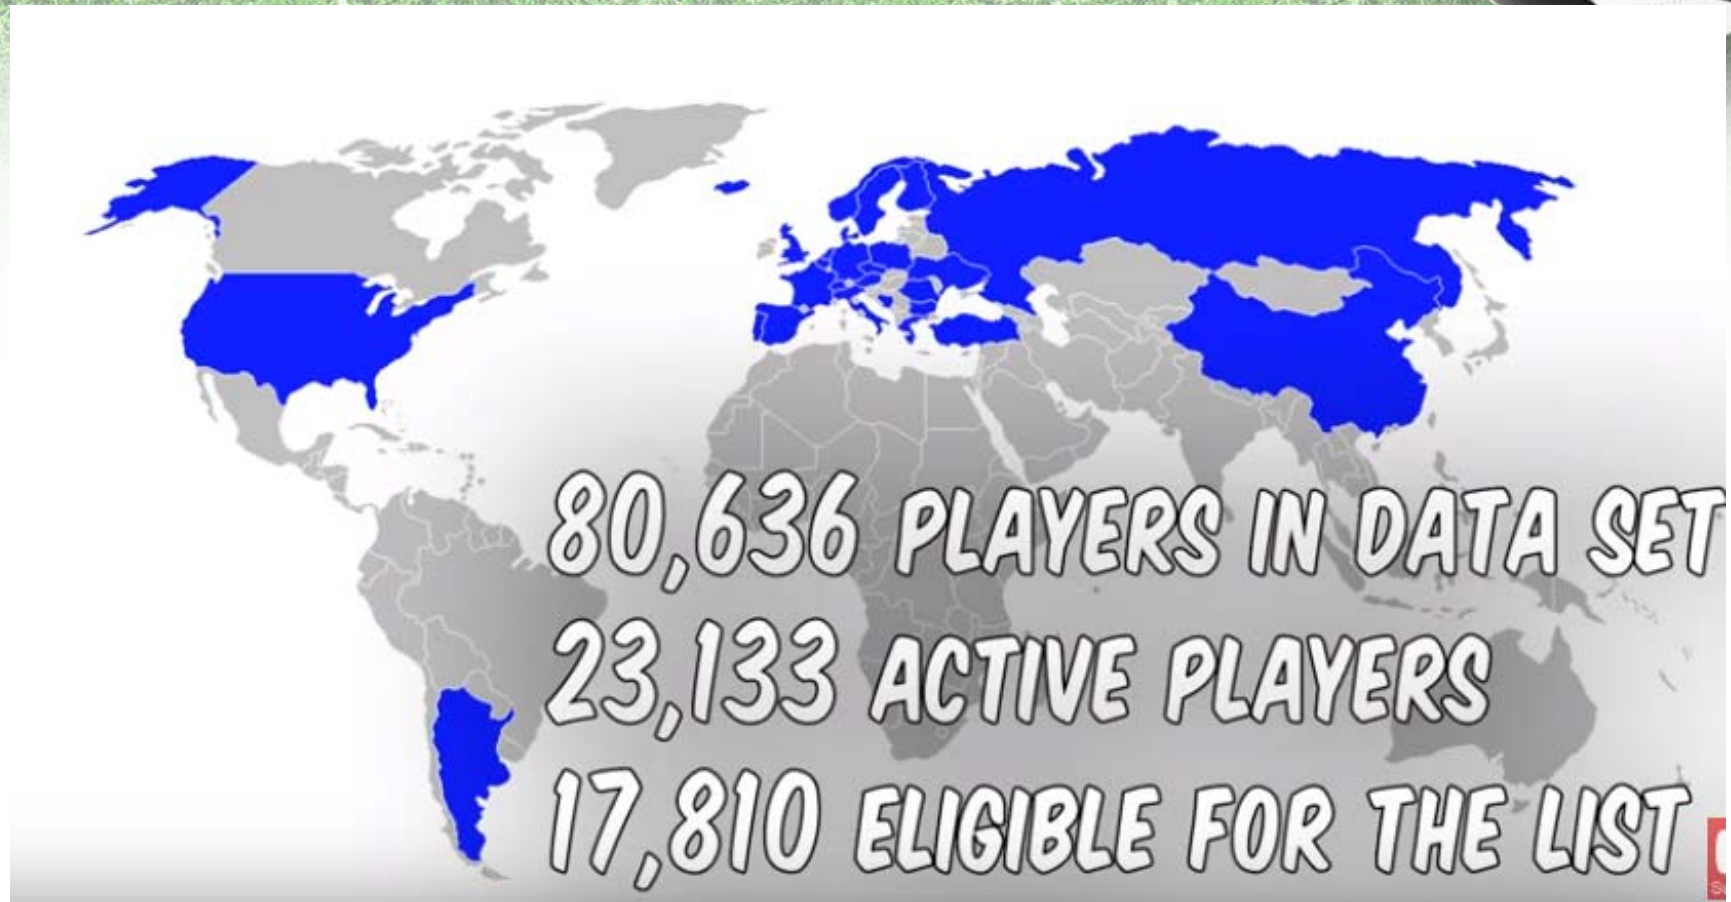 80,636 PLAYERS IN DATA SET
23,133 ACTIVE PLAYERS
17,810 ELIGIBLE FOR THE LIST